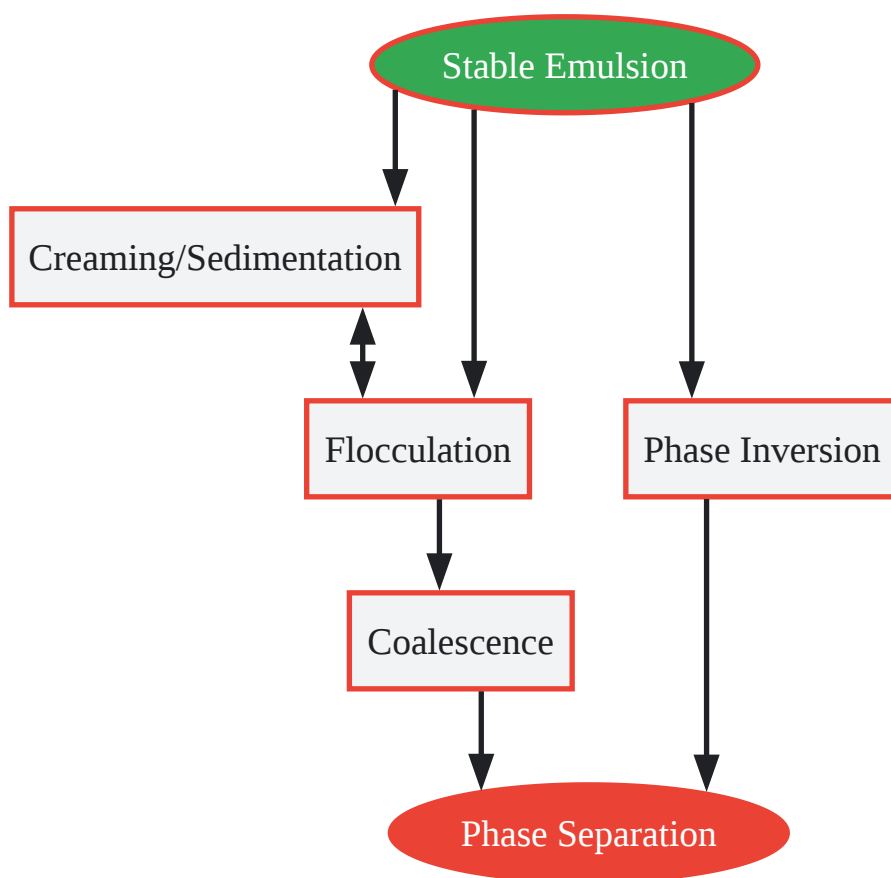 Stable Emulsion
Creaming/Sedimentation
Flocculation
Phase Inversion
Coalescence
Phase Separation